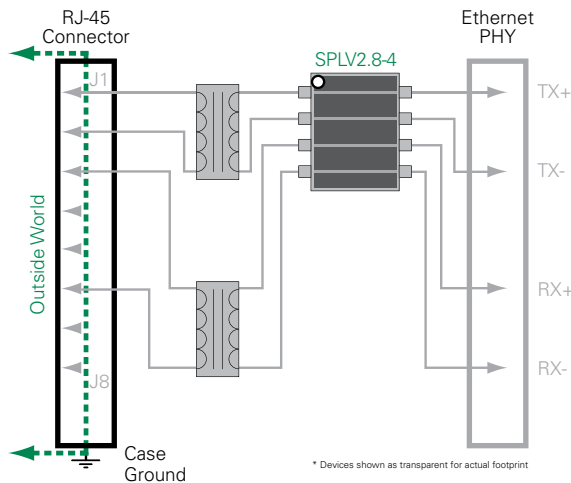 RJ-45
Connector
Ethernet
PHY
SPLV2.8-4
J1
TX+
TX-
Outside World
RX+
RX-
J8
Case
Ground
* Devices shown as transparent for actual footprint